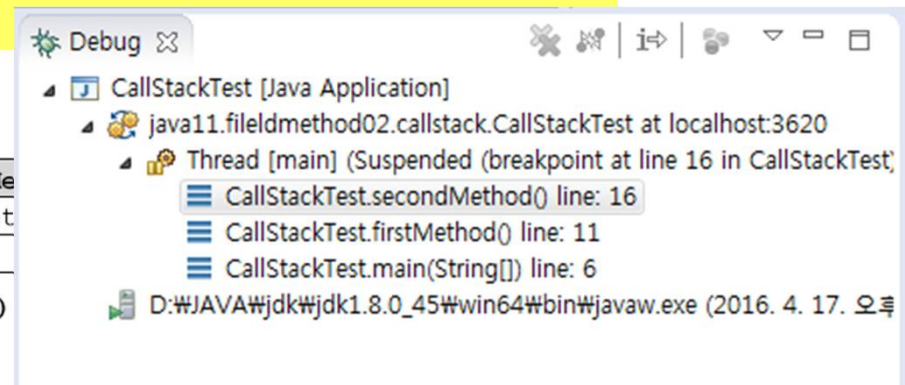 Debug
CallStackTest [Java Application]
java11.fileldmethod02.callstack.CallStackTest at localhost:3620
Thread [main] (Suspended (breakpoint at line 16 in CallStackTest)
CallStackTest.secondMethod() line: 16
CallStackTest.firstMethod() line: 11
CallStackTest.main(String[]) line: 6
D:₩JAVA₩jdk₩jdk1.8.0_45₩win64₩bin₩javaw.exe (2016. 4. 17. 오후